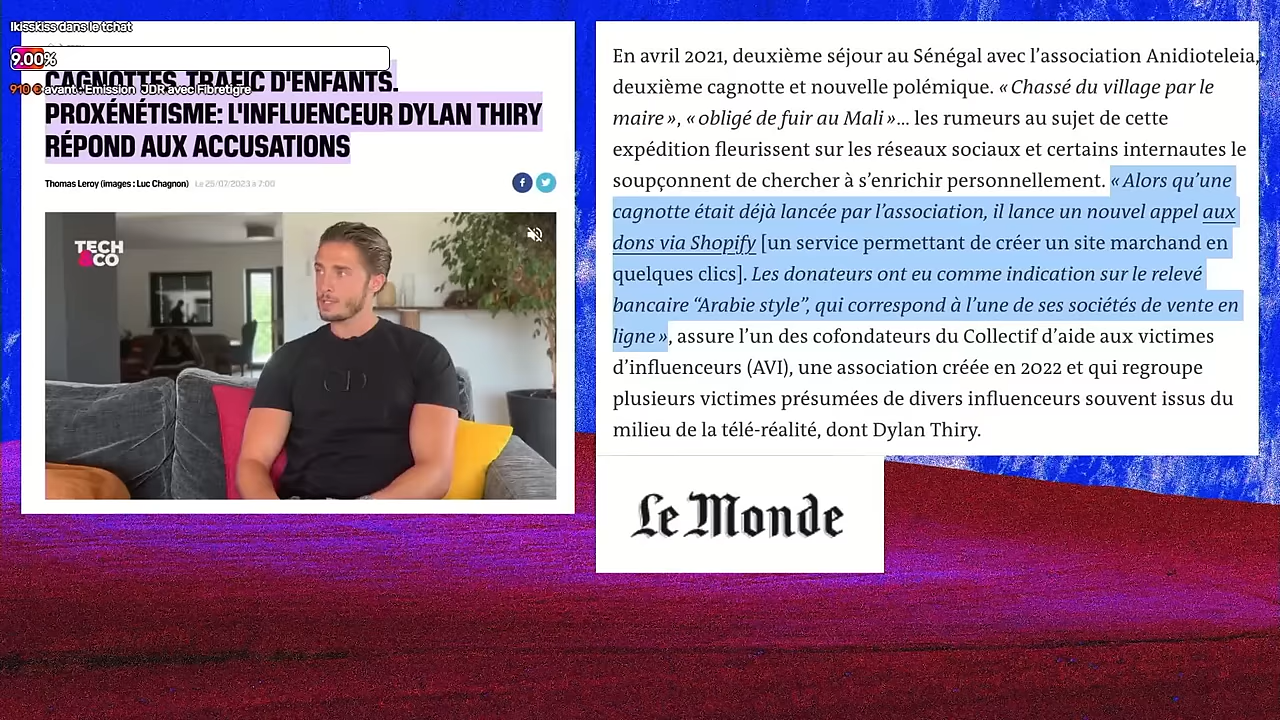 lkisskiss dans le tchat
9.00%
910 € avant : Emission JDR avec Fibretigre
CAGNOTTES, TRAFIC D'ENFANTS,
PROXÉNÉTISME: L'INFLUENCEUR DYLAN THIRY
RÉPOND AUX ACCUSATIONS
Thomas Leroy (images : Luc Chagnon) Le 25/07/2023 à 7:00
TECH
&CO
En avril 2021, deuxième séjour au Sénégal avec l’association Anidioteleia,
deuxième cagnotte et nouvelle polémique. « Chassé du village par le
maire », « obligé de fuir au Mali »… les rumeurs au sujet de cette
expédition fleurissent sur les réseaux sociaux et certains internautes le
soupçonnent de chercher à s’enrichir personnellement. « Alors qu’une
cagnotte était déjà lancée par l’association, il lance un nouvel appel aux
dons via Shopify [un service permettant de créer un site marchand en
quelques clics]. Les donateurs ont eu comme indication sur le relevé
bancaire “Arabie style”, qui correspond à l’une de ses sociétés de vente en
ligne », assure l’un des cofondateurs du Collectif d’aide aux victimes
d’influenceurs (AVI), une association créée en 2022 et qui regroupe
plusieurs victimes présumées de divers influenceurs souvent issus du
milieu de la télé-réalité, dont Dylan Thiry.
Le Monde